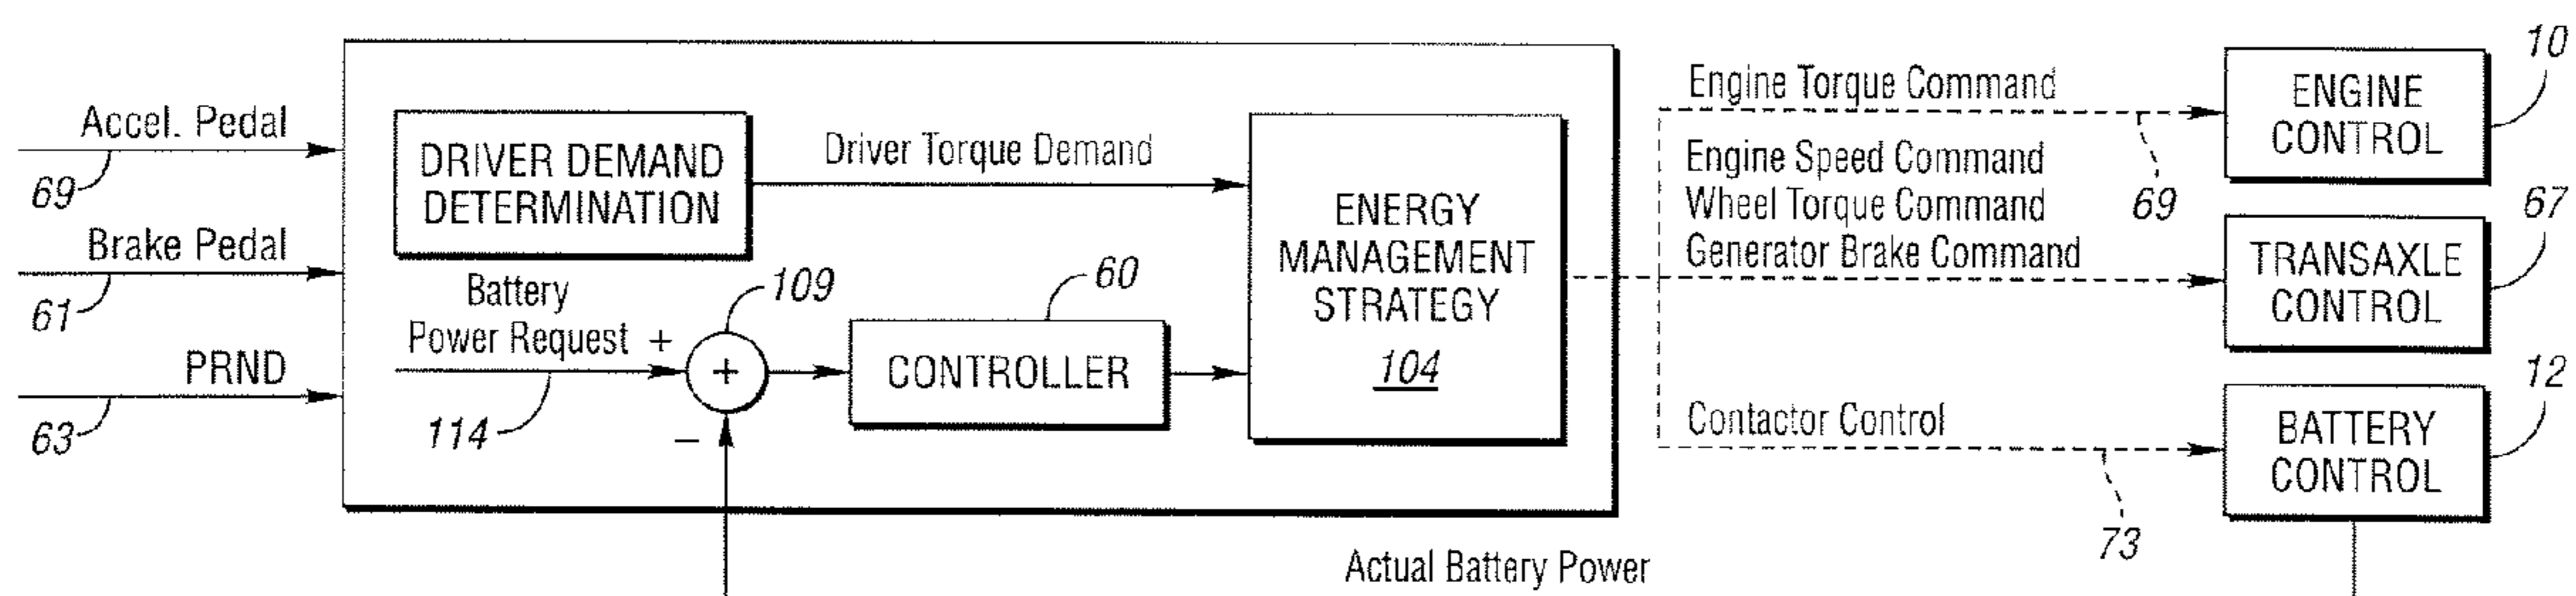 Accel. Pedal
69
Brake Pedal
61
PRND
63
DRIVER DEMAND
DETERMINATION
Driver Torque Demand
Battery
Power Request +
114
109
+
−
60
CONTROLLER
ENERGY
MANAGEMENT
STRATEGY
104
Engine Torque Command
69
Engine Speed Command
Wheel Torque Command
Generator Brake Command
Contactor Control
73
10
ENGINE
CONTROL
67
TRANSAXLE
CONTROL
12
BATTERY
CONTROL
Actual Battery Power